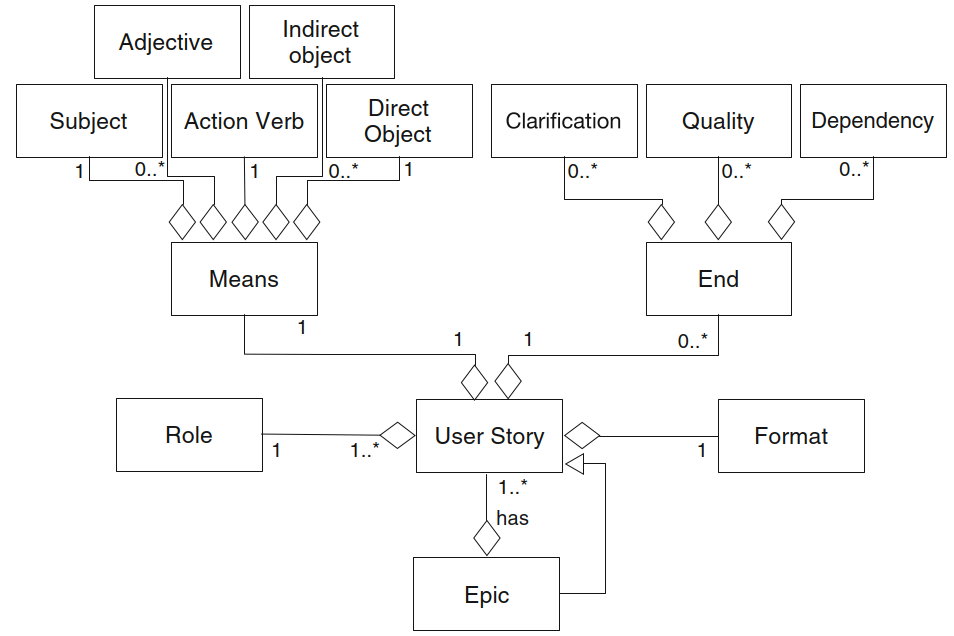 Adjective
Indirect
object
Subject
Action Verb
Direct
Object
Clarification
Quality
Dependency
1
0..*
1
0..*
1
0..*
0..*
0..*
Means
End
1
1
1
0..*
Role
1
1..*
User Story
1
Format
1..*
has
Epic